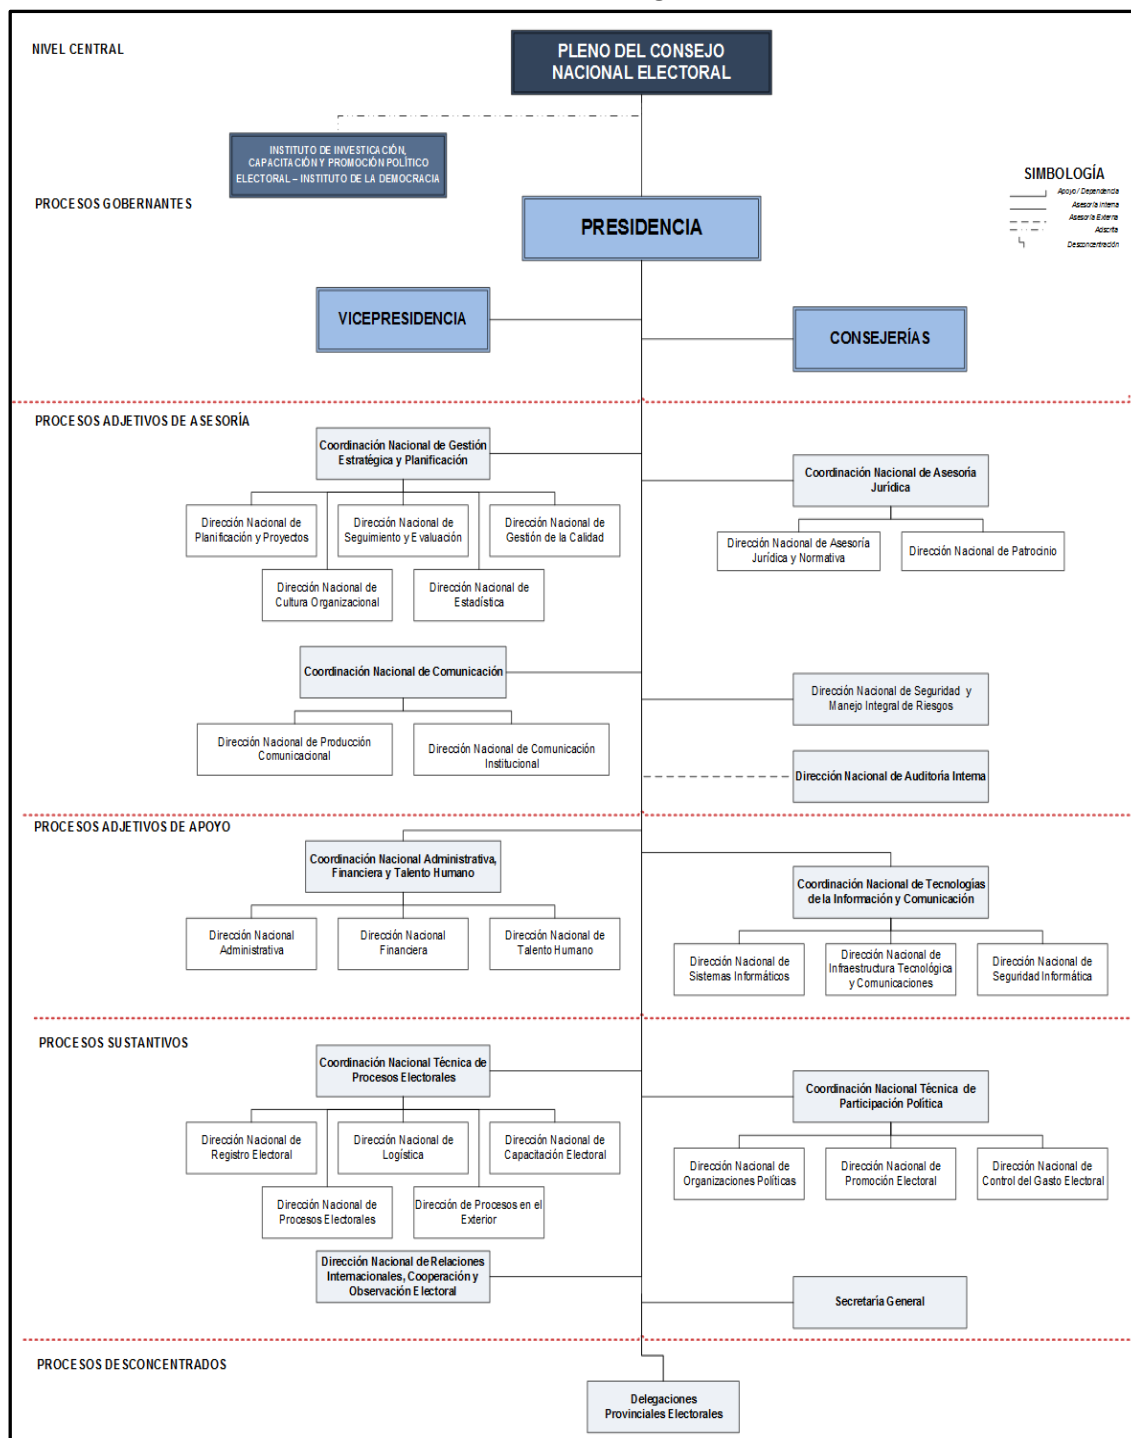 NIVEL CENTRAL
PLENO DEL CONSEJO
NACIONAL ELECTORAL
INSTITUTO DE INVESTIGACIÓN,
CAPACITACIÓN Y PROMOCIÓN POLÍTICO
ELECTORAL – INSTITUTO DE LA DEMOCRACIA
SIMBOLOGÍA
Apoyo / Dependencia
Asesoría Interna
Asesoría Externa
Adscrita
Desconcentración
PROCESOS GOBERNANTES
PRESIDENCIA
VICEPRESIDENCIA
CONSEJERÍAS
PROCESOS ADJETIVOS DE ASESORÍA
Coordinación Nacional de Gestión
Estratégica y Planificación
Coordinación Nacional de Asesoría
Jurídica
Dirección Nacional de
Planificación y Proyectos
Dirección Nacional de
Seguimiento y Evaluación
Dirección Nacional de
Gestión de la Calidad
Dirección Nacional de Asesoría
Jurídica y Normativa
Dirección Nacional de Patrocinio
Dirección Nacional de
Cultura Organizacional
Dirección Nacional de
Estadística
Coordinación Nacional de Comunicación
Dirección Nacional de Seguridad y
Manejo Integral de Riesgos
Dirección Nacional de Producción
Comunicacional
Dirección Nacional de Comunicación
Institucional
Dirección Nacional de Auditoría Interna
PROCESOS ADJETIVOS DE APOYO
Coordinación Nacional Administrativa,
Financiera y Talento Humano
Coordinación Nacional de Tecnologías
de la Información y Comunicación
Dirección Nacional
Administrativa
Dirección Nacional
Financiera
Dirección Nacional de
Talento Humano
Dirección Nacional de
Sistemas Informáticos
Dirección Nacional de
Infraestructura Tecnológica
y Comunicaciones
Dirección Nacional de
Seguridad Informática
PROCESOS SUSTANTIVOS
Coordinación Nacional Técnica de
Procesos Electorales
Coordinación Nacional Técnica de
Participación Política
Dirección Nacional de
Registro Electoral
Dirección Nacional de
Logística
Dirección Nacional de
Capacitación Electoral
Dirección Nacional de
Organizaciones Políticas
Dirección Nacional de
Promoción Electoral
Dirección Nacional de
Control del Gasto Electoral
Dirección Nacional de
Procesos Electorales
Dirección de Procesos en el
Exterior
Dirección Nacional de Relaciones
Internacionales, Cooperación y
Observación Electoral
Secretaría General
PROCESOS DESCONCENTRADOS
Delegaciones
Provinciales Electorales